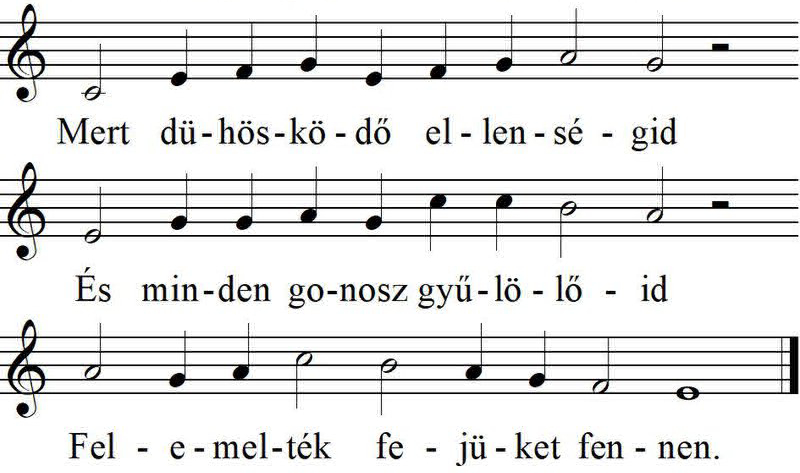 Mert dü-hös-kö-dő el-len-sé-gid
És min-den go-nosz gyű-lö-lő-id
Fel-e-mel-ték fe-jü-ket fen-nen.